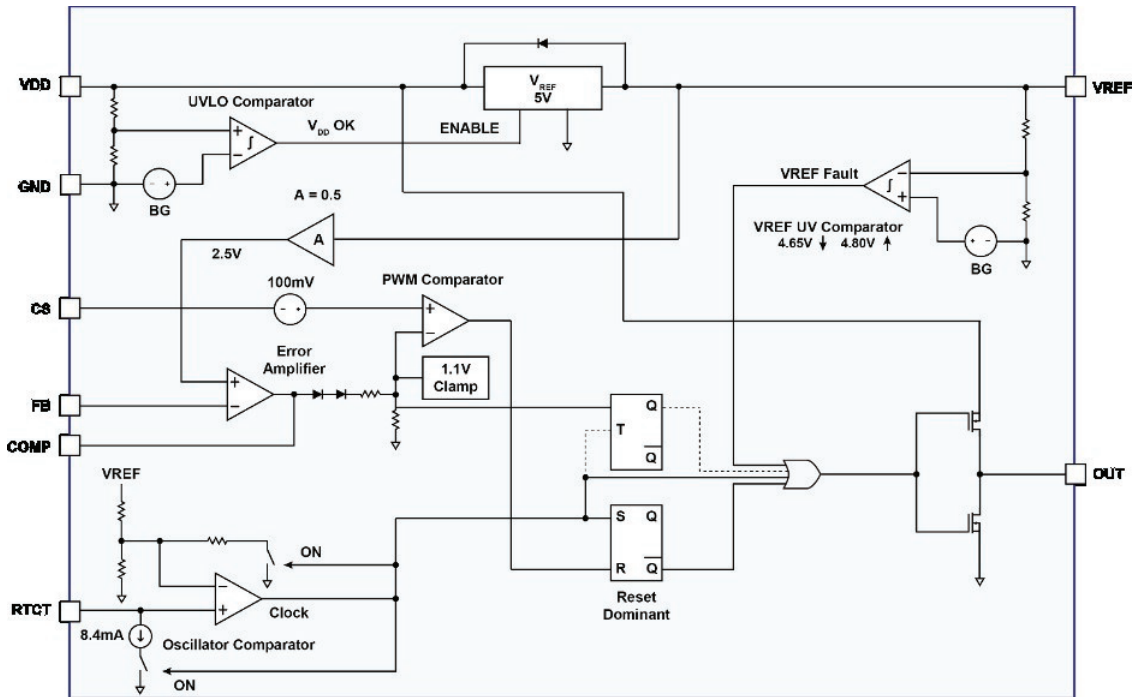 VDD
UVLO Comparator
V_REF
5V
VREF
V_DD OK
ENABLE
+
∫
−
GND
− +
BG
VREF Fault
−
∫
+
VREF UV Comparator
4.65V ↓ 4.80V ↑
+ −
BG
A = 0.5
A
2.5V
CS
100mV
− +
PWM Comparator
+
−
Error
Amplifier
1.1V
Clamp
+
−
FB
COMP
Q
T
Q
VREF
OUT
S Q
R Q
ON
−
+
Clock
RTCT
8.4mA
Oscillator Comparator
ON
Reset
Dominant